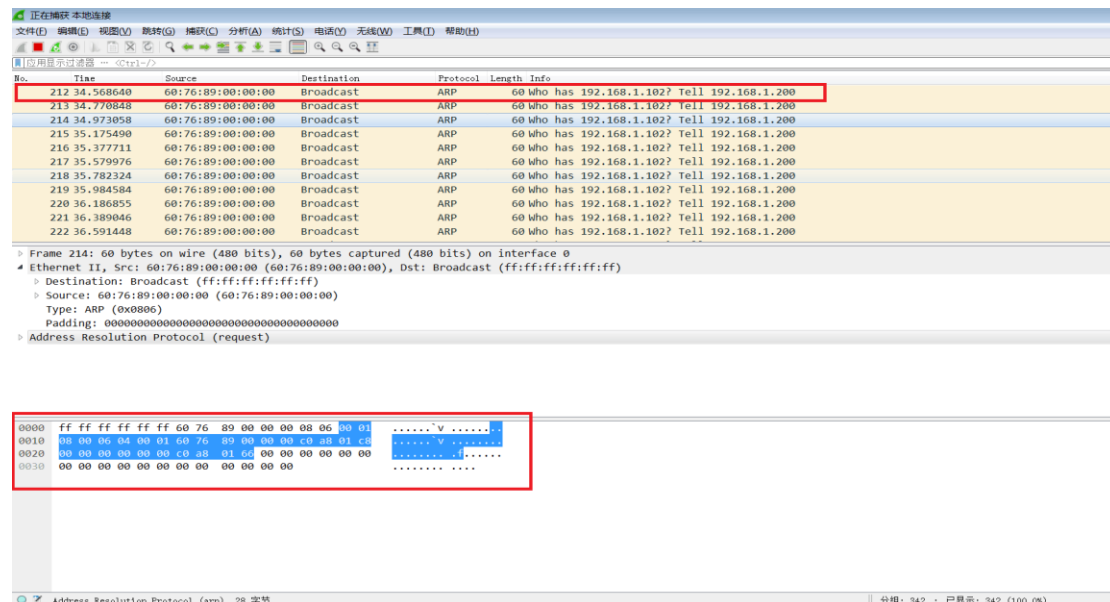 正在捕获 本地连接
文件(F) 编辑(E) 视图(V) 跳转(G) 捕获(C) 分析(A) 统计(S) 电话(Y) 无线(W) 工具(T) 帮助(H)
应用显示过滤器 … <Ctrl-/>
No. Time Source Destination Protocol Length Info
212 34.568640 60:76:89:00:00:00 Broadcast ARP 60 Who has 192.168.1.102? Tell 192.168.1.200
213 34.770848 60:76:89:00:00:00 Broadcast ARP 60 Who has 192.168.1.102? Tell 192.168.1.200
214 34.973058 60:76:89:00:00:00 Broadcast ARP 60 Who has 192.168.1.102? Tell 192.168.1.200
215 35.175490 60:76:89:00:00:00 Broadcast ARP 60 Who has 192.168.1.102? Tell 192.168.1.200
216 35.377711 60:76:89:00:00:00 Broadcast ARP 60 Who has 192.168.1.102? Tell 192.168.1.200
217 35.579976 60:76:89:00:00:00 Broadcast ARP 60 Who has 192.168.1.102? Tell 192.168.1.200
218 35.782324 60:76:89:00:00:00 Broadcast ARP 60 Who has 192.168.1.102? Tell 192.168.1.200
219 35.984584 60:76:89:00:00:00 Broadcast ARP 60 Who has 192.168.1.102? Tell 192.168.1.200
220 36.186855 60:76:89:00:00:00 Broadcast ARP 60 Who has 192.168.1.102? Tell 192.168.1.200
221 36.389046 60:76:89:00:00:00 Broadcast ARP 60 Who has 192.168.1.102? Tell 192.168.1.200
222 36.591448 60:76:89:00:00:00 Broadcast ARP 60 Who has 192.168.1.102? Tell 192.168.1.200
Frame 214: 60 bytes on wire (480 bits), 60 bytes captured (480 bits) on interface 0
Ethernet II, Src: 60:76:89:00:00:00 (60:76:89:00:00:00), Dst: Broadcast (ff:ff:ff:ff:ff:ff)
Destination: Broadcast (ff:ff:ff:ff:ff:ff)
Source: 60:76:89:00:00:00 (60:76:89:00:00:00)
Type: ARP (0x0806)
Padding: 000000000000000000000000000000000000
Address Resolution Protocol (request)
0000 ff ff ff ff ff ff 60 76 89 00 00 00 08 06 00 01 ......`v ........
0010 08 00 06 04 00 01 60 76 89 00 00 00 c0 a8 01 c8 ......`v ........
0020 00 00 00 00 00 00 c0 a8 01 66 00 00 00 00 00 00 ........ .f......
0030 00 00 00 00 00 00 00 00 00 00 00 00 ........ ....
Address Resolution Protocol (arp), 28 字节 分组: 342 · 已显示: 342 (100.0%)